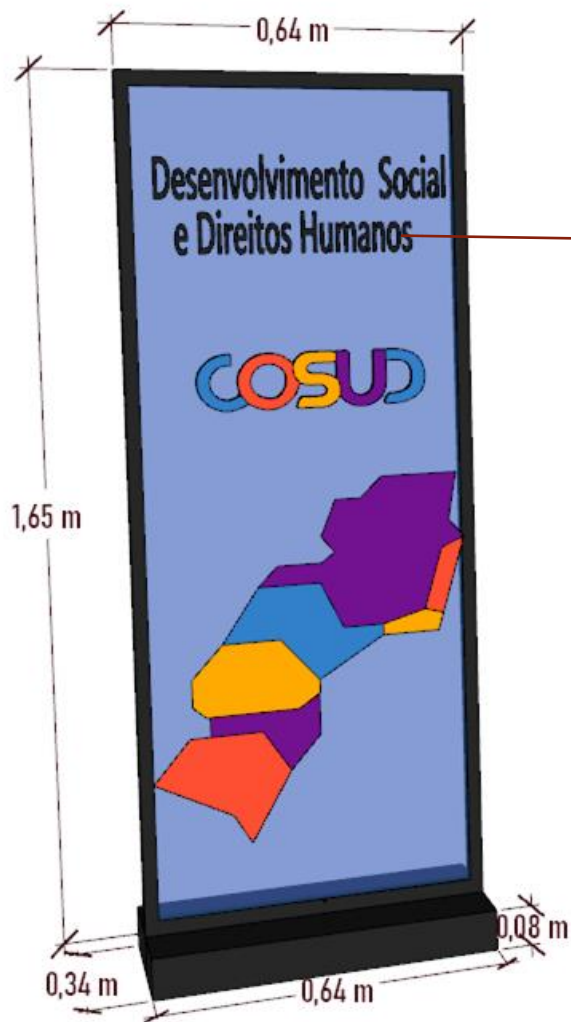 0,64 m
Desenvolvimento Social
e Direitos Humanos
COSUD
1,65 m
0,08 m
0,34 m
0,64 m